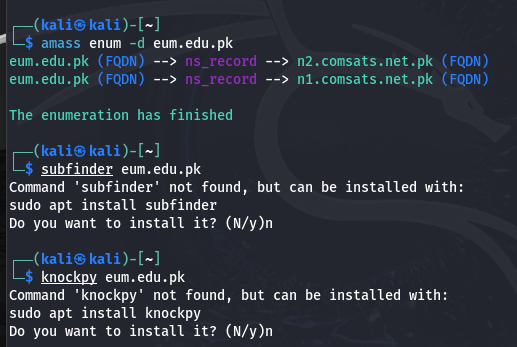 ┌──(kali㉿kali)-[~]
└─$ amass enum -d eum.edu.pk
eum.edu.pk (FQDN) --> ns_record --> n2.comsats.net.pk (FQDN)
eum.edu.pk (FQDN) --> ns_record --> n1.comsats.net.pk (FQDN)
The enumeration has finished
┌──(kali㉿kali)-[~]
└─$ subfinder eum.edu.pk
Command 'subfinder' not found, but can be installed with:
sudo apt install subfinder
Do you want to install it? (N/y)n
┌──(kali㉿kali)-[~]
└─$ knockpy eum.edu.pk
Command 'knockpy' not found, but can be installed with:
sudo apt install knockpy
Do you want to install it? (N/y)n